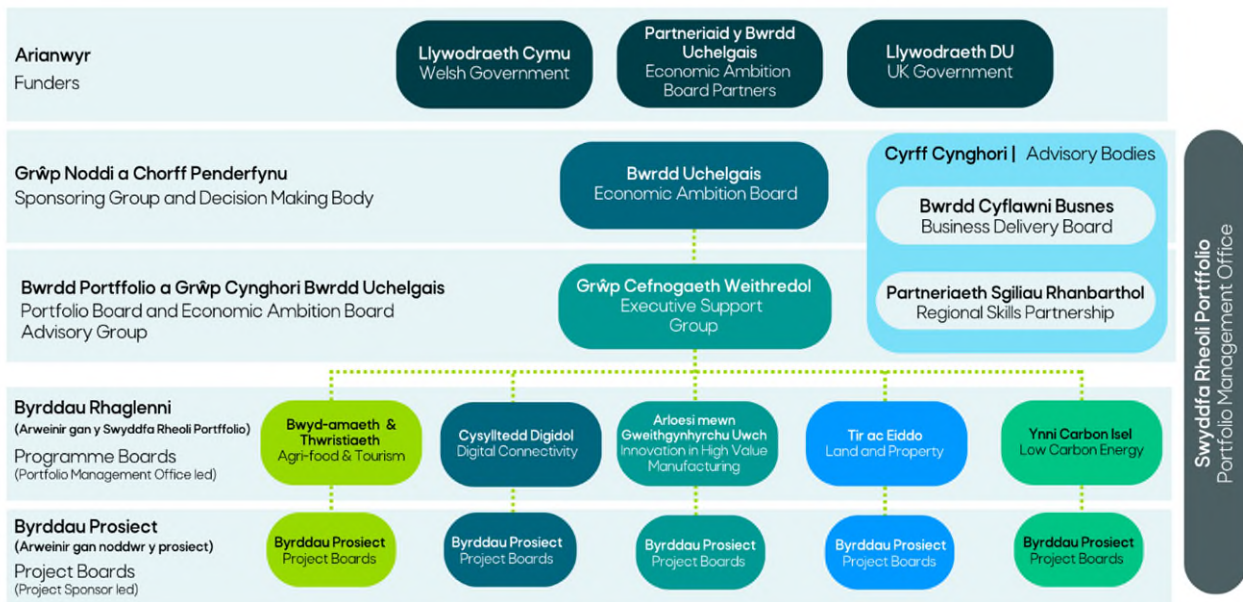 Arianwyr
Funders
Llywodraeth Cymu
Welsh Government
Partneriaid y Bwrdd
Uchelgais
Economic Ambition
Board Partners
Llywodraeth DU
UK Government
Grŵp Noddi a Chorff Penderfynu
Sponsoring Group and Decision Making Body
Bwrdd Uchelgais
Economic Ambition Board
Cyrff Cynghori | Advisory Bodies
Bwrdd Cyflawni Busnes
Business Delivery Board
Bwrdd Portffolio a Grŵp Cynghori Bwrdd Uchelgais
Portfolio Board and Economic Ambition Board
Advisory Group
Grŵp Cefnogaeth Weithredol
Executive Support
Group
Partneriaeth Sgiliau Rhanbarthol
Regional Skills Partnership
Byrddau Rhaglenni
(Arweinir gan y Swyddfa Rheoli Portffolio)
Programme Boards
(Portfolio Management Office led)
Bwyd-amaeth &
Thwristiaeth
Agri-food & Tourism
Cysylltedd Digidol
Digital Connectivity
Arloesi mewn
Gweithgynhyrchu Uwch
Innovation in High Value
Manufacturing
Tir ac Eiddo
Land and Property
Ynni Carbon Isel
Low Carbon Energy
Byrddau Prosiect
(Arweinir gan noddwr y prosiect)
Project Boards
(Project Sponsor led)
Byrddau Prosiect
Project Boards
Byrddau Prosiect
Project Boards
Byrddau Prosiect
Project Boards
Byrddau Prosiect
Project Boards
Byrddau Prosiect
Project Boards
Swyddfa Rheoli Portffolio
Portfolio Management Office